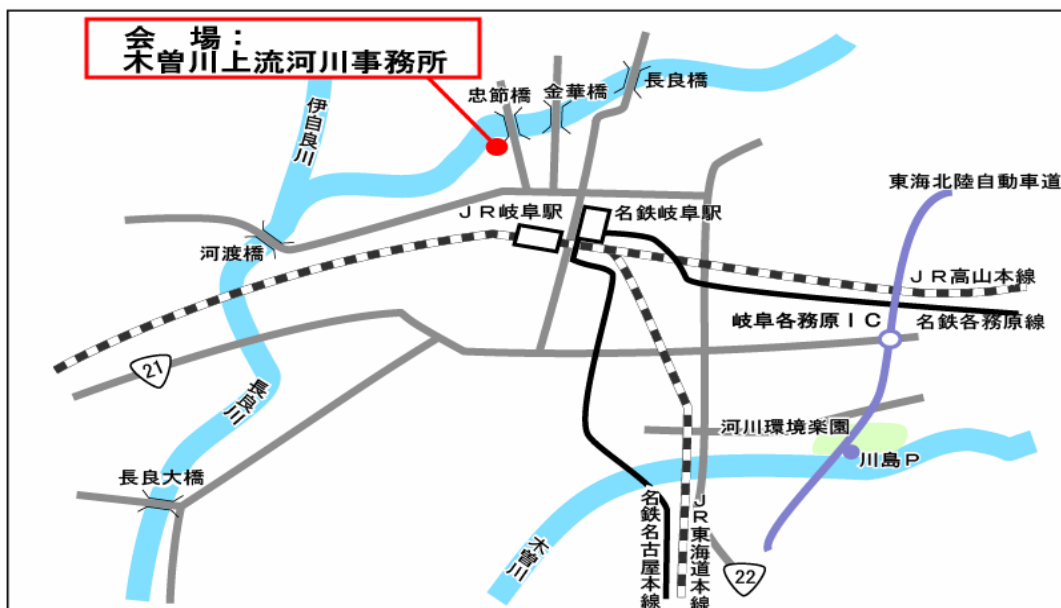 会　場：
木曽川上流河川事務所
忠節橋
金華橋
長良橋
伊自良川
東海北陸自動車道
ＪＲ岐阜駅
名鉄岐阜駅
河渡橋
ＪＲ高山本線
岐阜各務原ＩＣ
名鉄各務原線
21
長良川
河川環境楽園
川島Ｐ
長良大橋
木曽川
名鉄名古屋本線
ＪＲ東海道本線
22